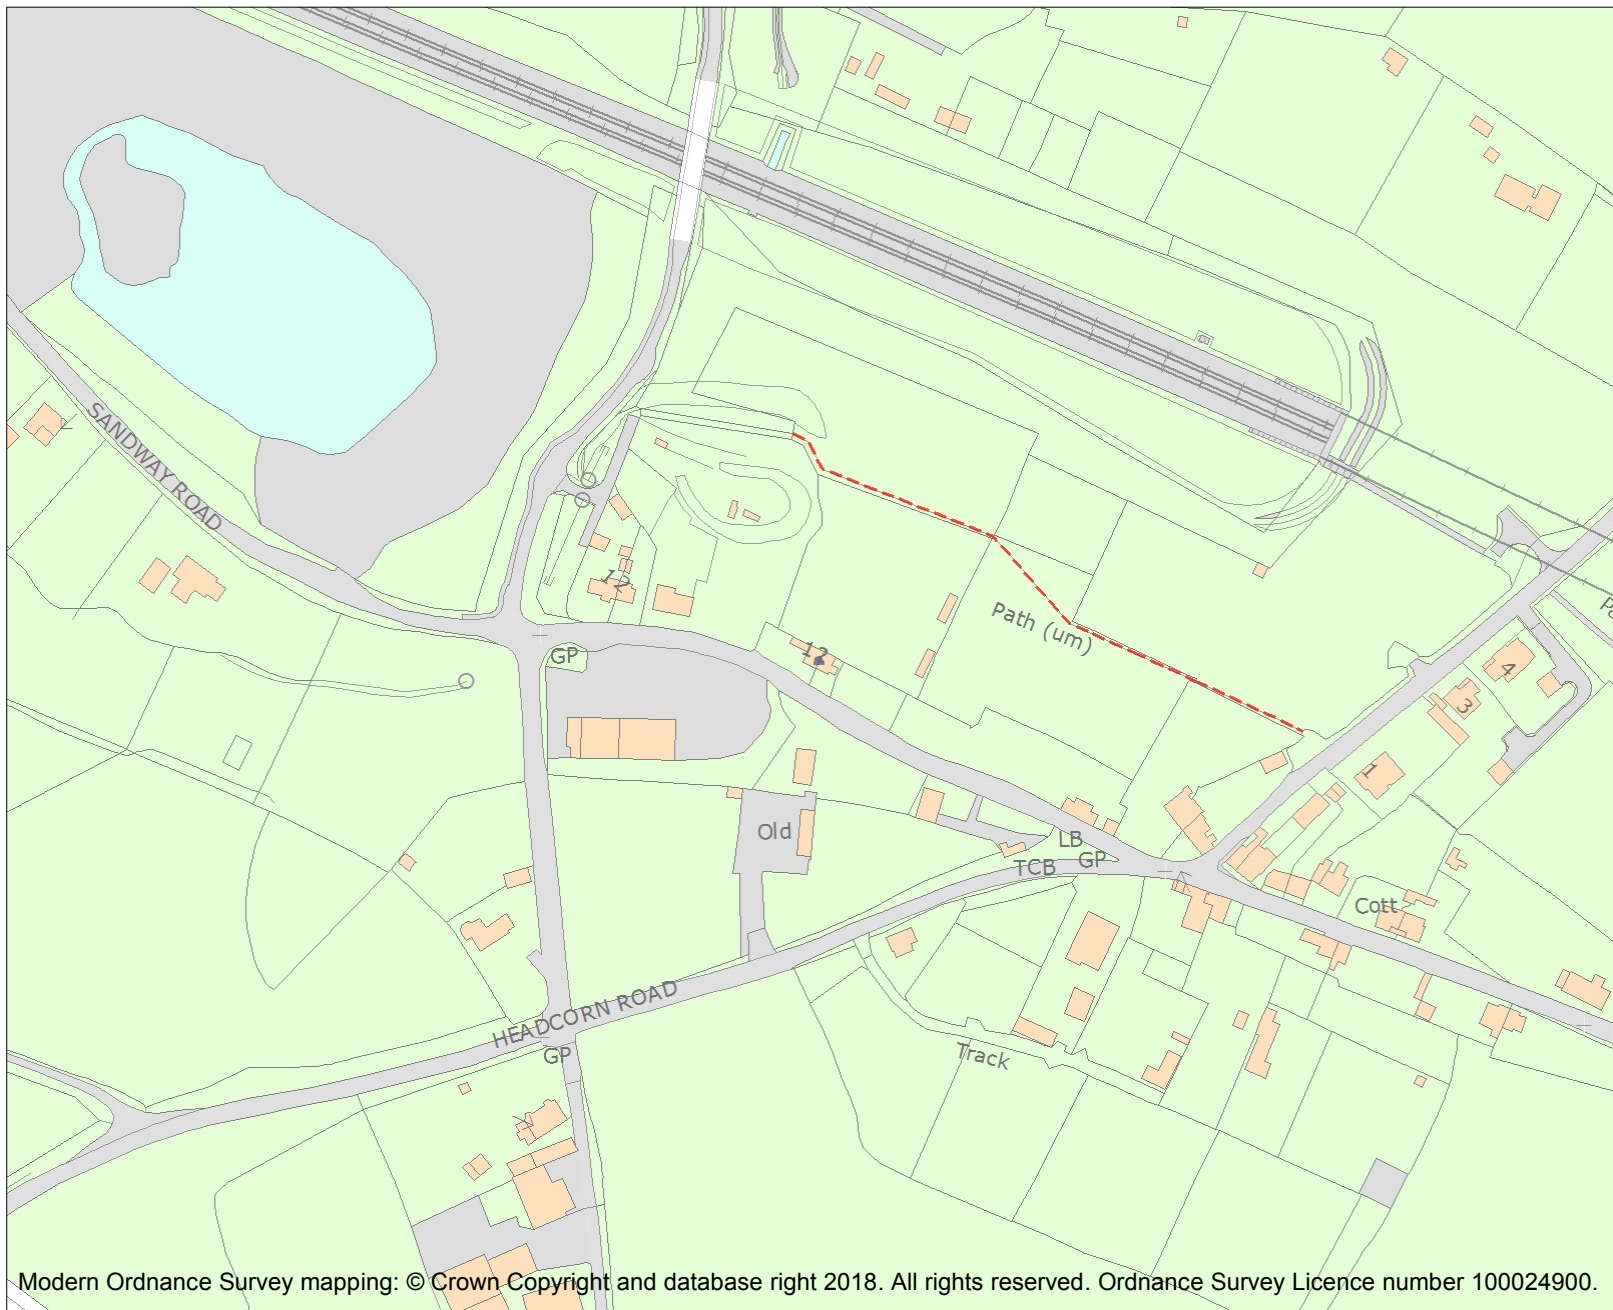 SANDWAY ROAD
12
Path (um)
12
GP
4
3
1
Old
LB
GP
TCB
Cott
HEADCORN ROAD
GP
Track
Modern Ordnance Survey mapping: © Crown Copyright and database right 2018. All rights reserved. Ordnance Survey Licence number 100024900.